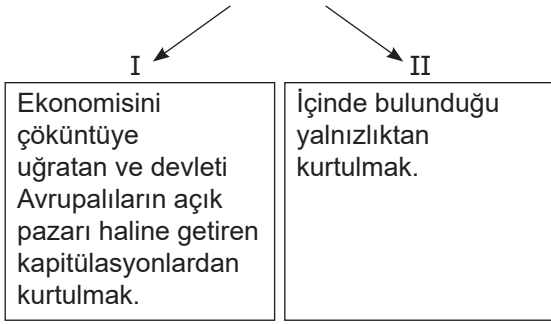 I
Ekonomisini
çöküntüye
uğratan ve devleti
Avrupalıların açık
pazarı haline getiren
kapitülasyonlardan
kurtulmak.
II
İçinde bulunduğu
yalnızlıktan
kurtulmak.